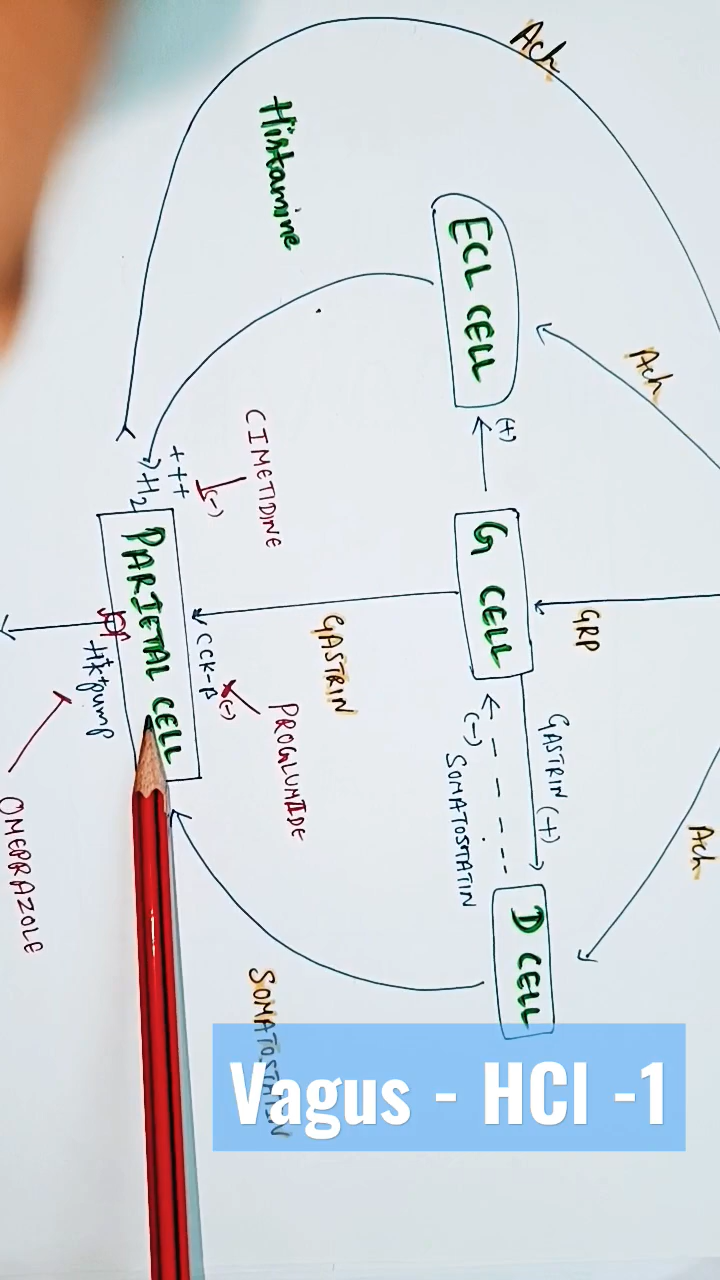 Ach
Ach
GRP
Ach
ECL CELL
(+)
G CELL
GASTRIN (+)
(-)
SOMATOSTATIN
D CELL
Histamine
CIMETIDINE
(-)
GASTRIN
PROGLUMIDE
(-)
SOMATOSTATIN
+++
H2
CCK-β
PARIETAL CELL
H+K+pump
OMEPRAZOLE
Vagus - HCl -1